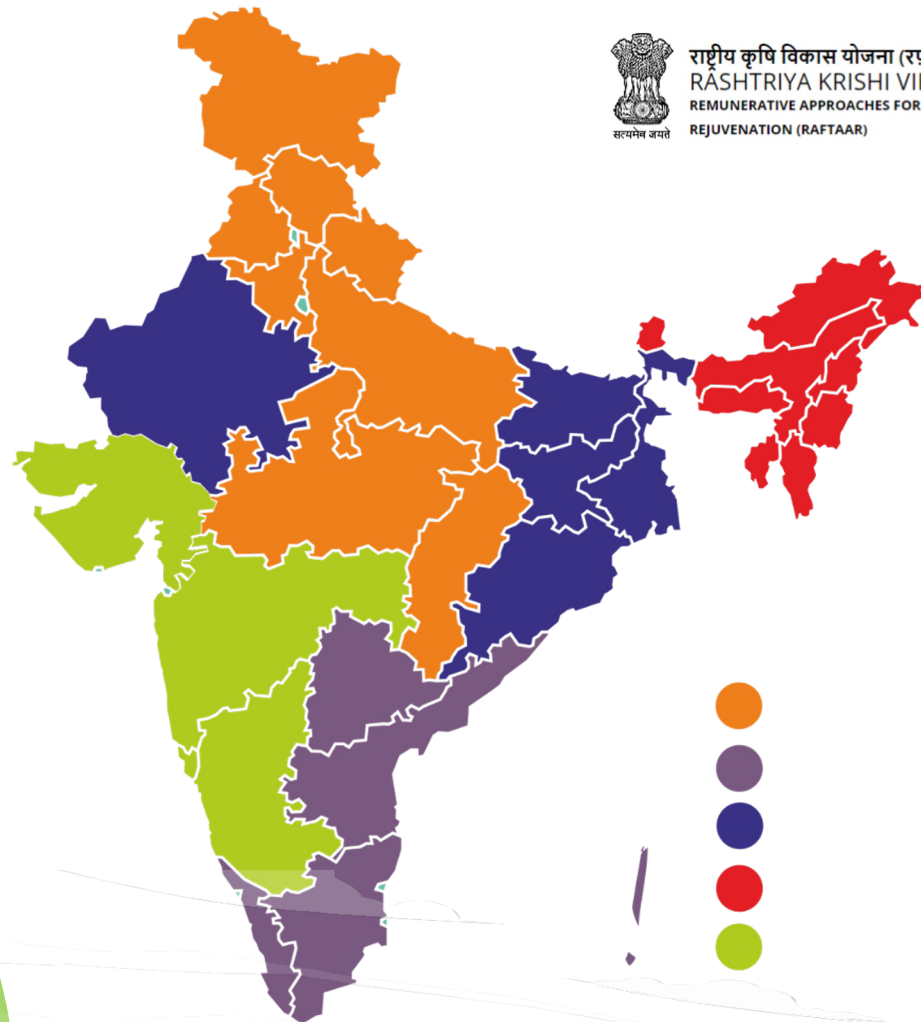 राष्ट्रीय कृषि विकास योजना
RASHTRIYA KRISHI
REMUNERATIVE APPROACHES FOR
REJUVENATION (RAFTAAR)
सत्यमेव जयते